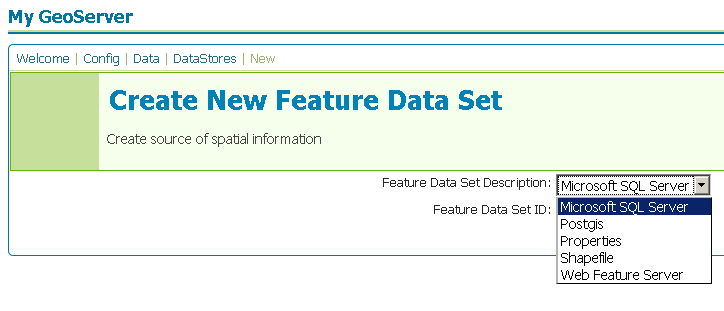 My GeoServer
Welcome | Config | Data | DataStores | New
Create New Feature Data Set
Create source of spatial information
Feature Data Set Description: Microsoft SQL Server
Feature Data Set ID: Microsoft SQL Server
Postgis
Properties
Shapefile
Web Feature Server